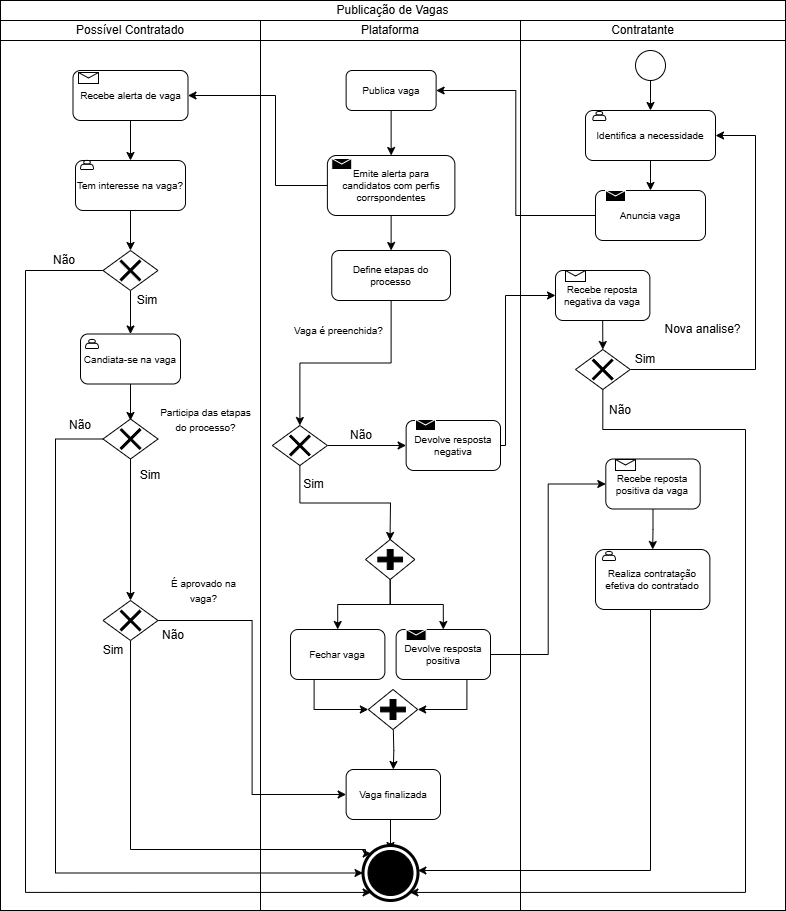 Publicação de Vagas
Possível Contratado
Plataforma
Contratante
Recebe alerta de vaga
Publica vaga
Identifica a necessidade
Tem interesse na vaga?
Emite alerta para
candidatos com perfis
corrspondentes
Anuncia vaga
Não
Sim
Define etapas do
processo
Recebe reposta
negativa da vaga
Vaga é preenchida?
Nova analise?
Candiata-se na vaga
Sim
Não
Participa das etapas
do processo?
Não
Sim
Não
Devolve resposta
negativa
Sim
Recebe reposta
positiva da vaga
É aprovado na
vaga?
Realiza contratação
efetiva do contratado
Não
Sim
Fechar vaga
Devolve resposta
positiva
Vaga finalizada